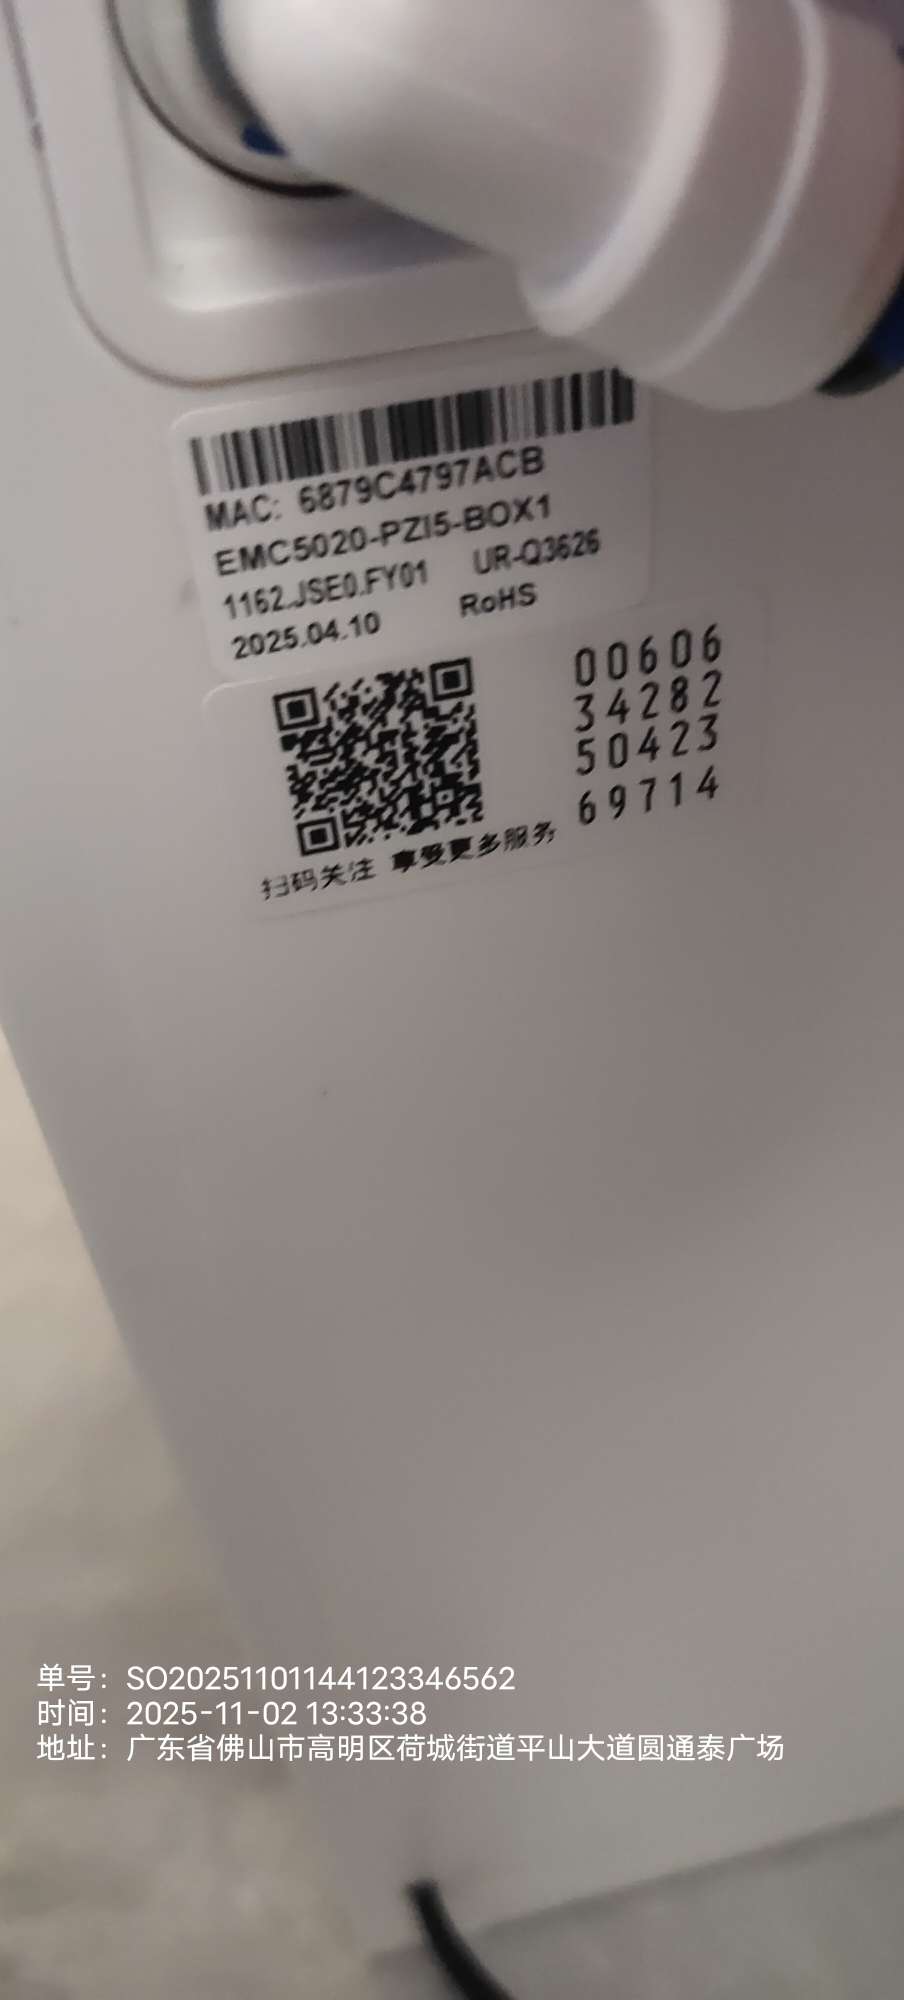 MAC: 6879C4797ACB
EMC5020-PZI5-BOX1
1162.JSE0.FY01 UR-Q3626
2025.04.10 RoHS
00606
34282
50423
69714
扫码关注 享受更多服务
单号：SO20251101144123346562
时间：2025-11-02 13:33:38
地址：广东省佛山市高明区荷城街道平山大道圆通泰广场